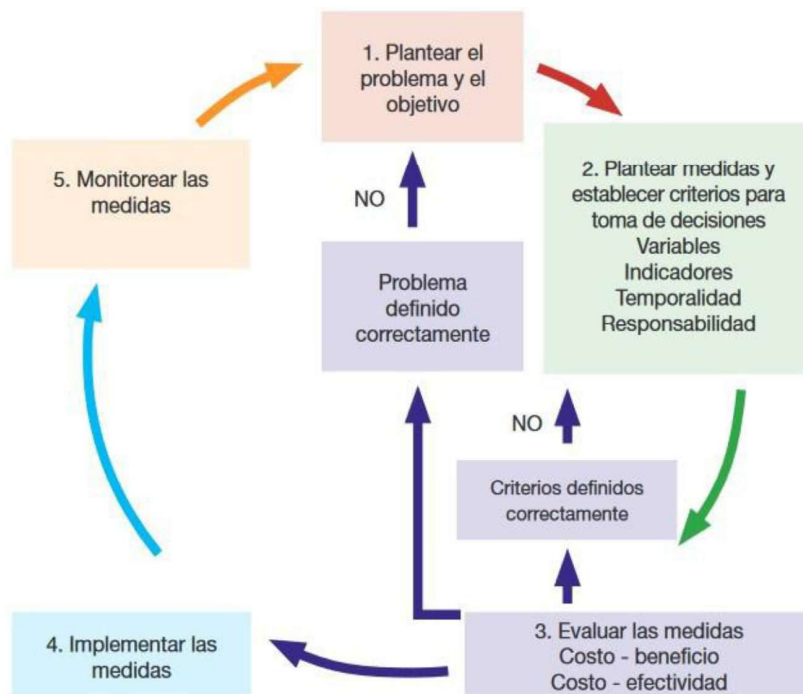 1. Plantear el
problema y el
objetivo
2. Plantear medidas y
establecer criterios para
toma de decisiones
Variables
Indicadores
Temporalidad
Responsabilidad
5. Monitorear las
medidas
NO
Problema
definido
correctamente
NO
Criterios definidos
correctamente
3. Evaluar las medidas
Costo - beneficio
Costo - efectividad
4. Implementar las
medidas